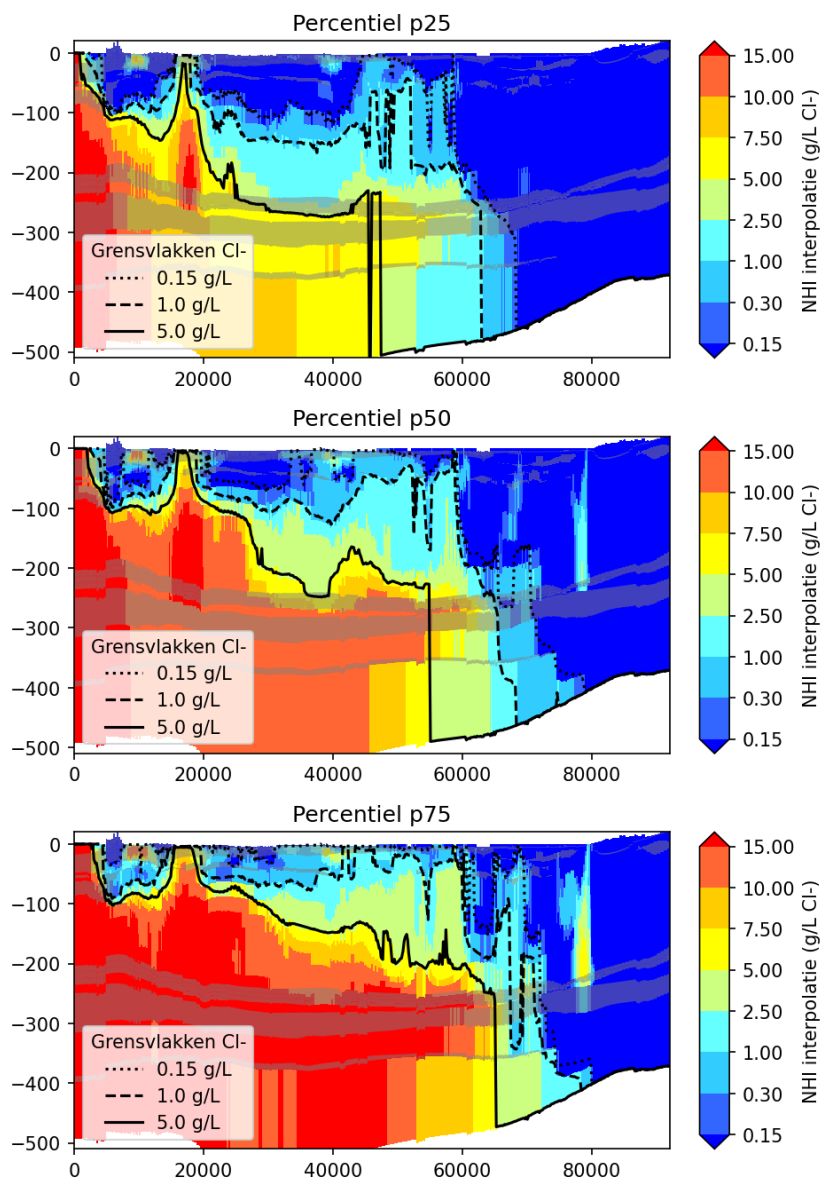 Percentiel p25
0
−100
−200
−300
−400
−500
0 20000 40000 60000 80000
Grensvlakken Cl-
0.15 g/L
1.0 g/L
5.0 g/L
15.00
10.00
7.50
5.00
2.50
1.00
0.30
0.15
NHI interpolatie (g/L Cl-)
Percentiel p50
0
−100
−200
−300
−400
−500
0 20000 40000 60000 80000
Grensvlakken Cl-
0.15 g/L
1.0 g/L
5.0 g/L
15.00
10.00
7.50
5.00
2.50
1.00
0.30
0.15
NHI interpolatie (g/L Cl-)
Percentiel p75
0
−100
−200
−300
−400
−500
0 20000 40000 60000 80000
Grensvlakken Cl-
0.15 g/L
1.0 g/L
5.0 g/L
15.00
10.00
7.50
5.00
2.50
1.00
0.30
0.15
NHI interpolatie (g/L Cl-)